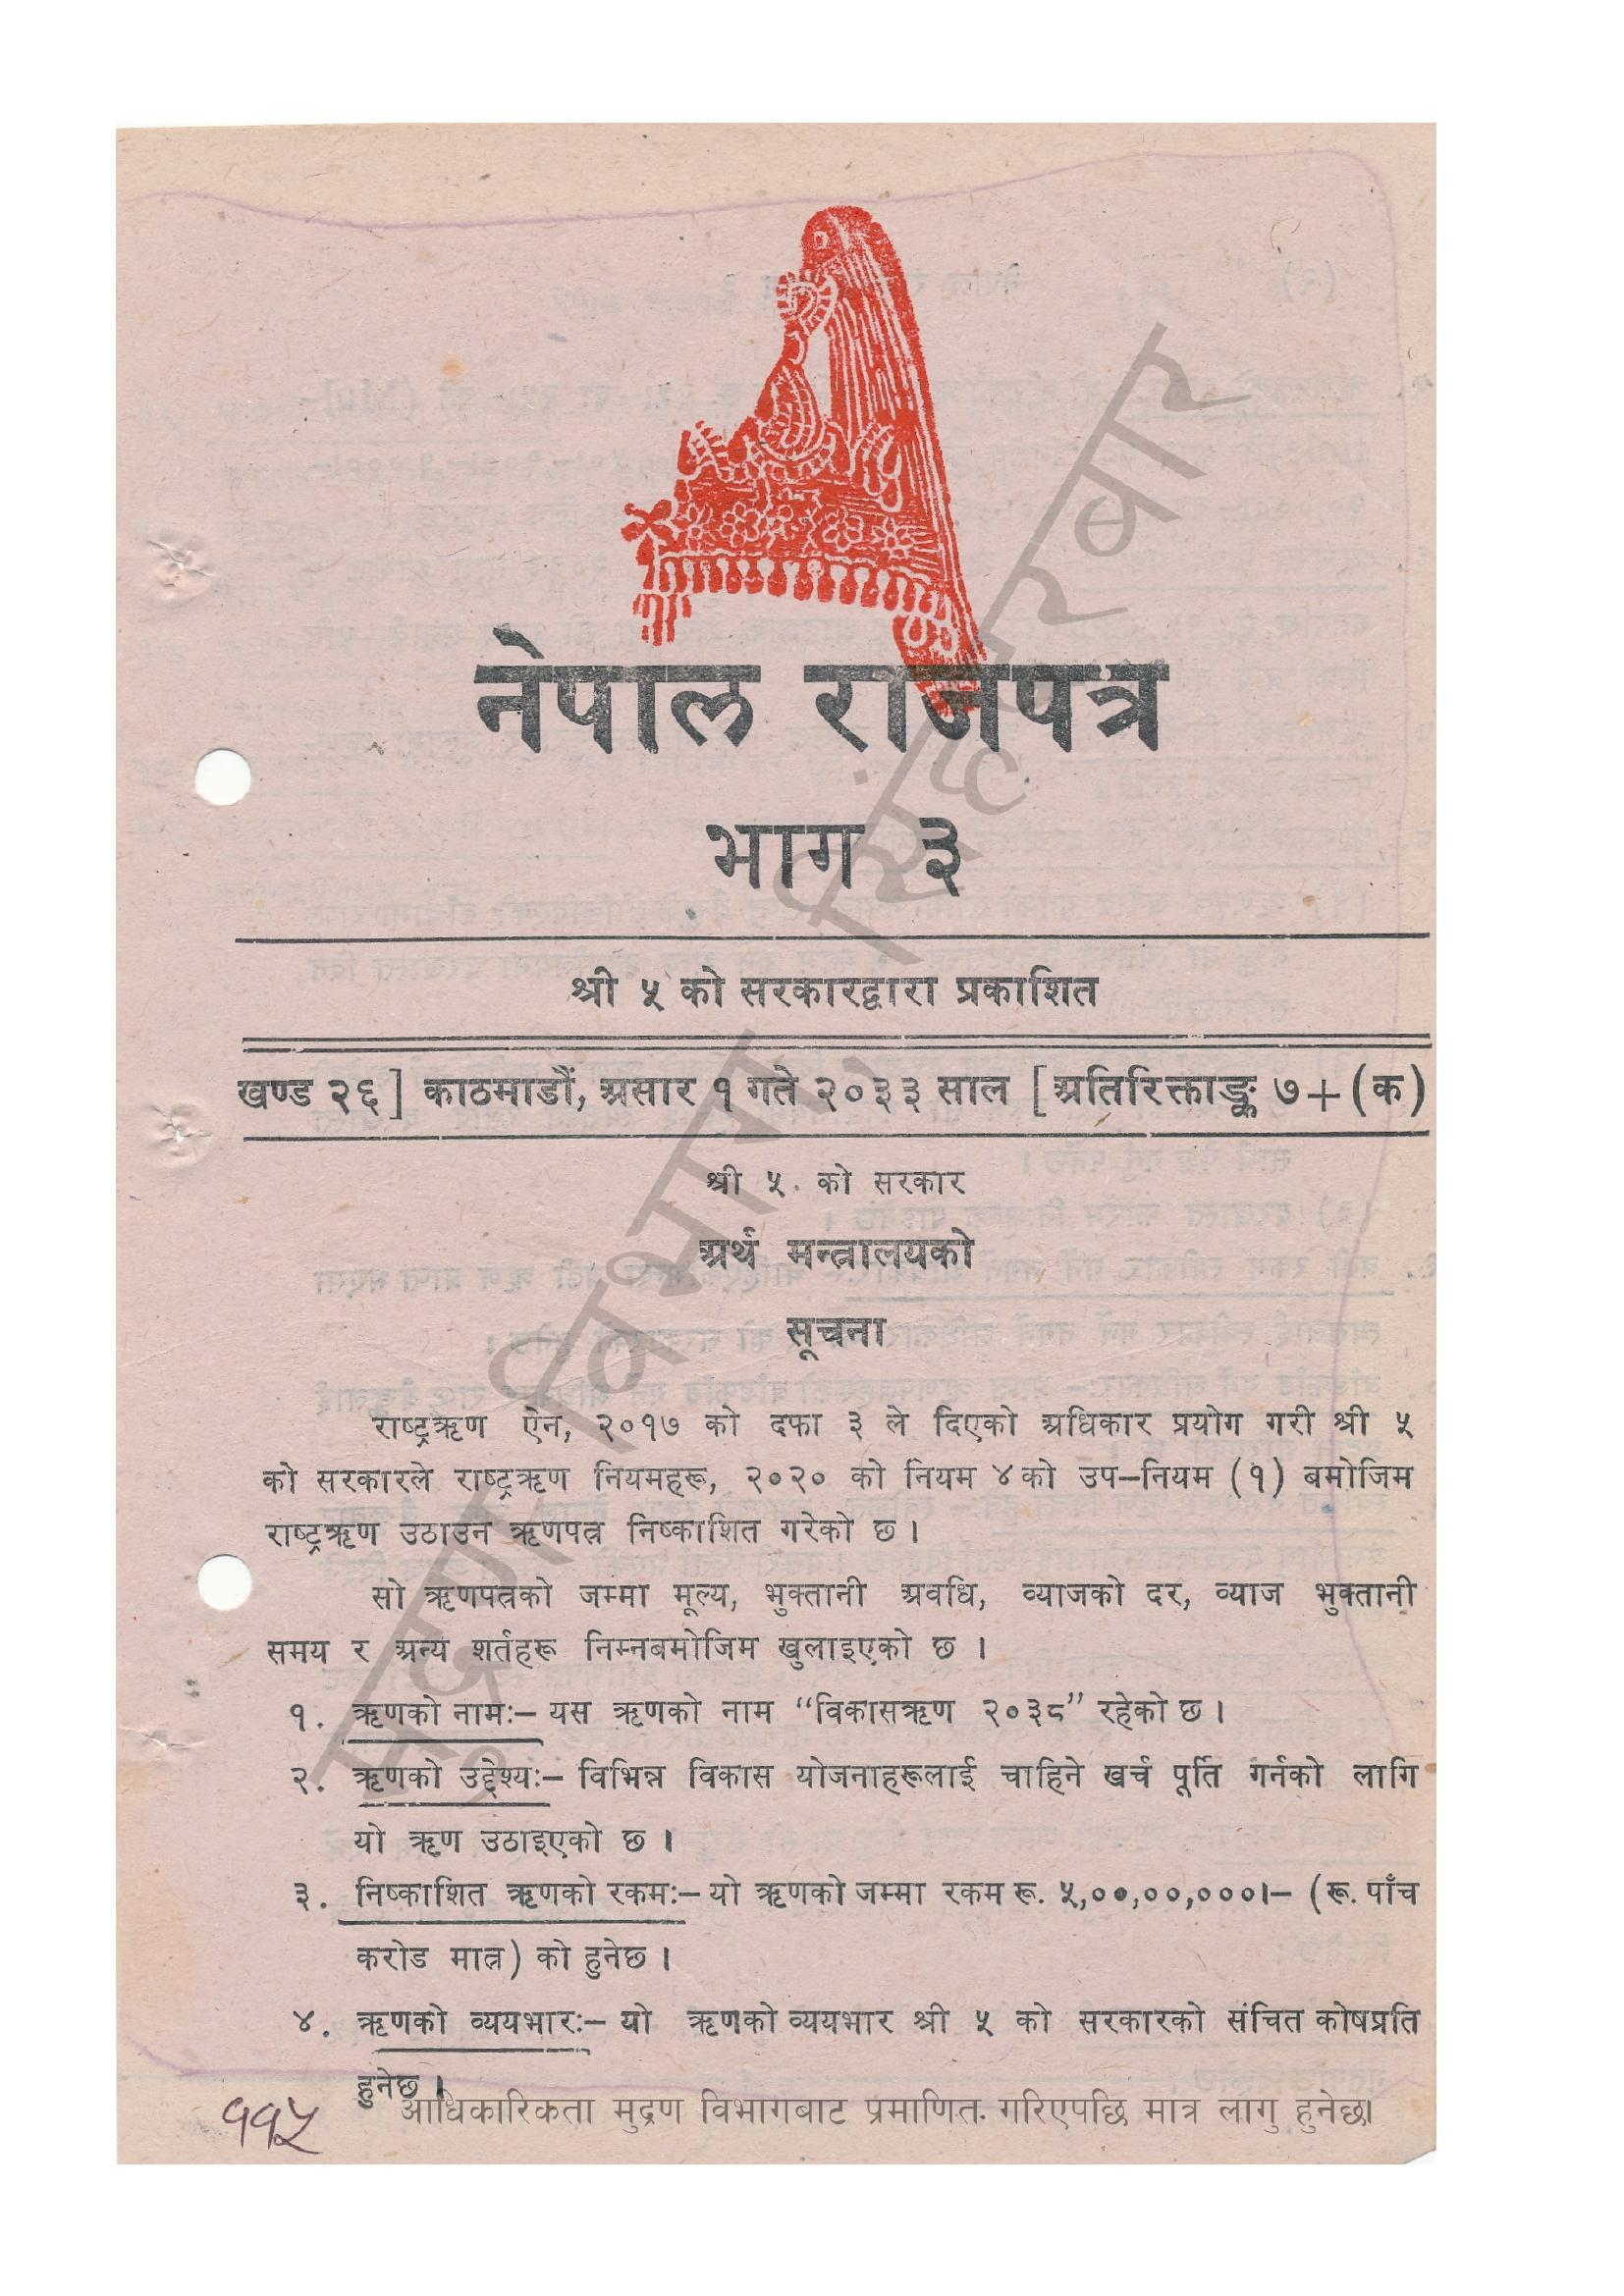 नेपाल राजपत्र
भाग ३
श्री ५ को सरकारद्वारा प्रकाशित
खण्ड २६] काठमाडौं, असार १ गते २०३३ साल [अतिरिक्ताङ्क ७+(क)
श्री ५ को सरकार
अर्थ मन्त्रालयको
सूचना
राष्ट्रऋण ऐन, २०१७ को दफा ३ ले दिएको अधिकार प्रयोग गरी श्री ५
को सरकारले राष्ट्रऋण नियमहरू, २०२० को नियम ४ को उप–नियम (१) बमोजिम
राष्ट्रऋण उठाउन ऋणपत्र निष्काशित गरेको छ ।
सो ऋणपत्रको जम्मा मूल्य, भुक्तानी अवधि, व्याजको दर, व्याज भुक्तानी
समय र अन्य शर्तहरू निम्नबमोजिम खुलाइएको छ ।
१. ऋणको नामः– यस ऋणको नाम “विकासऋण २०३८” रहेको छ ।
२. ऋणको उद्देश्यः– विभिन्न विकास योजनाहरूलाई चाहिने खर्च पूर्ति गर्नको लागि
यो ऋण उठाइएको छ ।
३. निष्काशित ऋणको रकमः– यो ऋणको जम्मा रकम रू. ५,००,००,०००।– (रू. पाँच
करोड मात्र) को हुनेछ ।
४. ऋणको व्ययभारः– यो ऋणको व्ययभार श्री ५ को सरकारको संचित कोषप्रति
हुनेछ ।
११५ आधिकारिकता मुद्रण विभागबाट प्रमाणित गरिएपछि मात्र लागु हुनेछ।
मुद्रण विभाग, सिंहदरवार